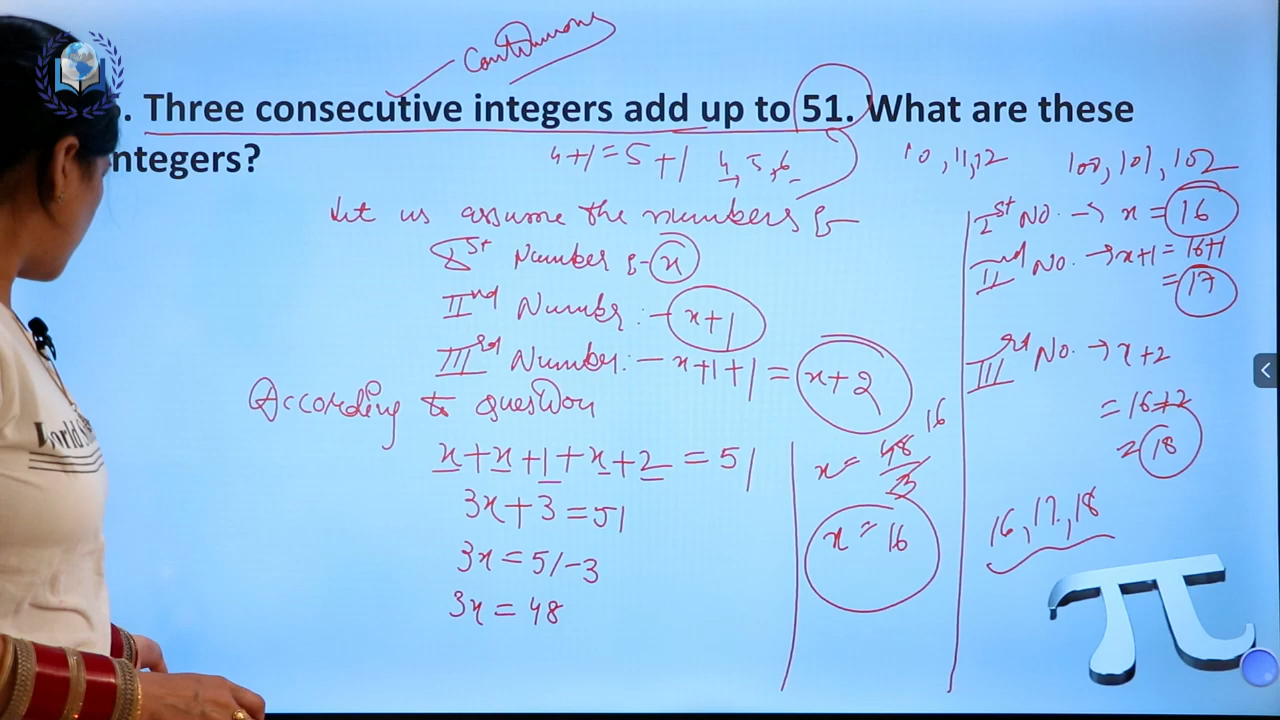 Continuous
. Three consecutive integers add up to 51. What are these
ntegers?
4+1=5+1 4, 5, 6
10, 11, 12
100, 101, 102
Let us assume the numbers :-
Ist Number :- x
IInd Number :- x+1
IIIrd Number :- x+1+1 = x+2
According to question
x+x+1+x+2 = 51
3x+3=51
3x = 51-3
3x = 48
x = 48/3 16
x = 16
Ist No. → x = 16
IInd No. → x+1 = 16+1
= 17
IIIrd No. → x+2
= 16+2
= 18
16, 17, 18
World